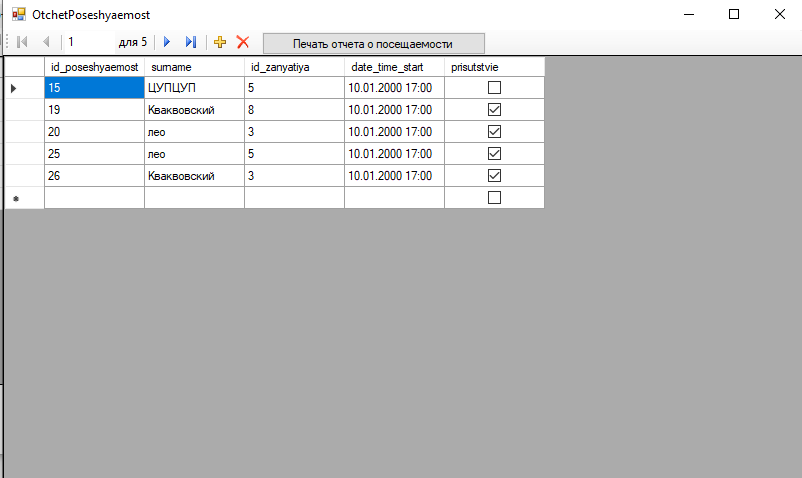 OtchetPoseshyaemost
1 для 5 Печать отчета о посещаемости
id_poseshyaemost surname id_zanyatiya date_time_start prisutstvie
15 ЦУПЦУП 5 10.01.2000 17:00
19 Кваквовский 8 10.01.2000 17:00
20 лео 3 10.01.2000 17:00
25 лео 5 10.01.2000 17:00
26 Кваквовский 3 10.01.2000 17:00